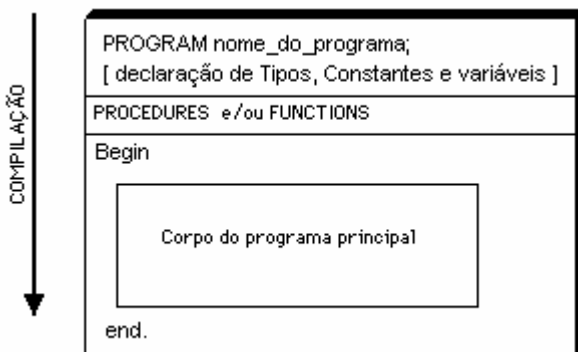 COMPILAÇÃO
PROGRAM nome_do_programa;
[ declaração de Tipos, Constantes e variáveis ]
PROCEDURES e/ou FUNCTIONS
Begin
Corpo do programa principal
end.